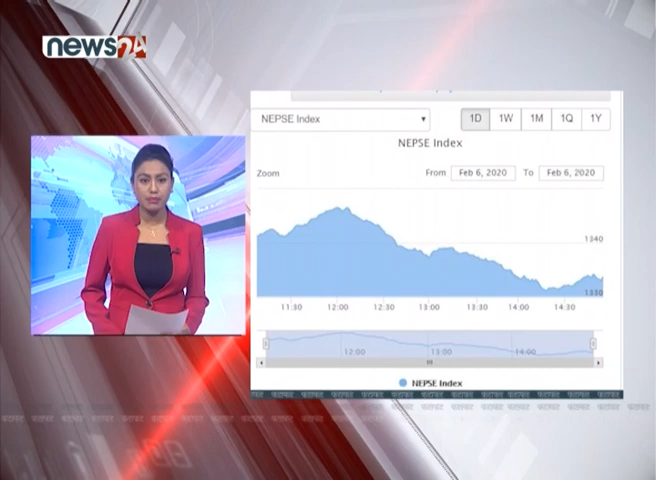 news24
NEPSE Index
1D 1W 1M 1Q 1Y
NEPSE Index
Zoom From Feb 6, 2020 To Feb 6, 2020
1340
1330
11:30 12:00 12:30 13:00 13:30 14:00 14:30
12:00 13:00 14:00
NEPSE Index